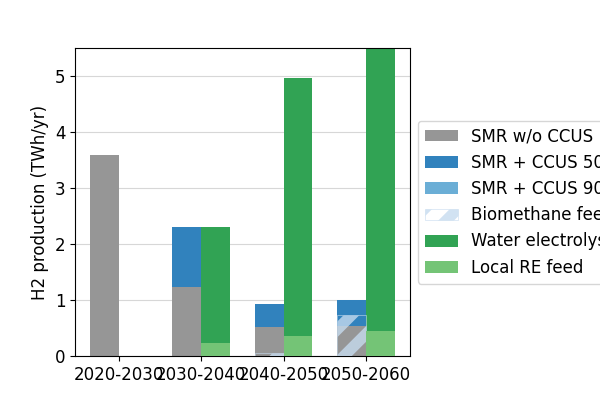 H2 production (TWh/yr)
5
4
3
2
1
0
2020-2030
2030-2040
2040-2050
2050-2060
SMR w/o CCUS
SMR + CCUS 50
SMR + CCUS 90
Biomethane fee
Water electrolys
Local RE feed